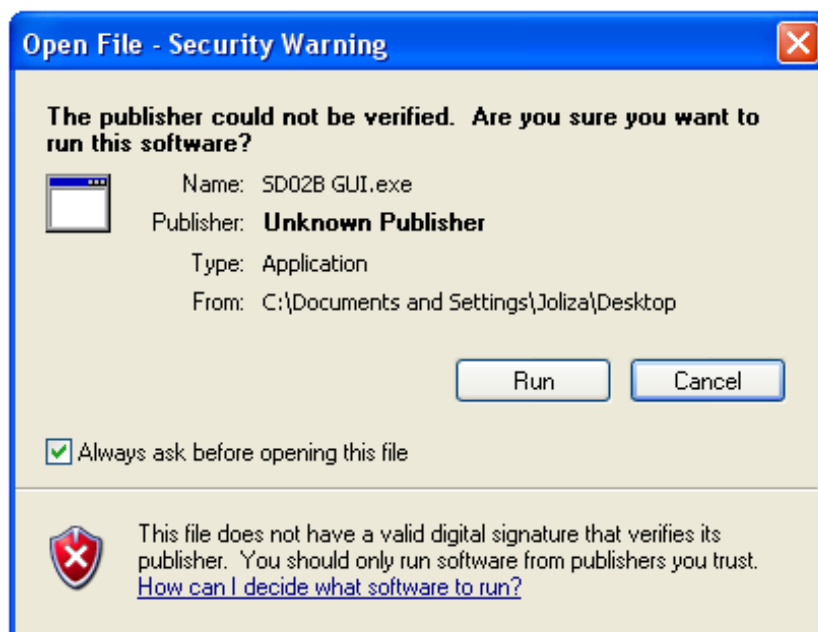 Open File - Security Warning
The publisher could not be verified. Are you sure you want to
run this software?
Name: SD02B GUI.exe
Publisher: Unknown Publisher
Type: Application
From: C:\Documents and Settings\Joliza\Desktop
Run Cancel
Always ask before opening this file
This file does not have a valid digital signature that verifies its
publisher. You should only run software from publishers you trust.
How can I decide what software to run?